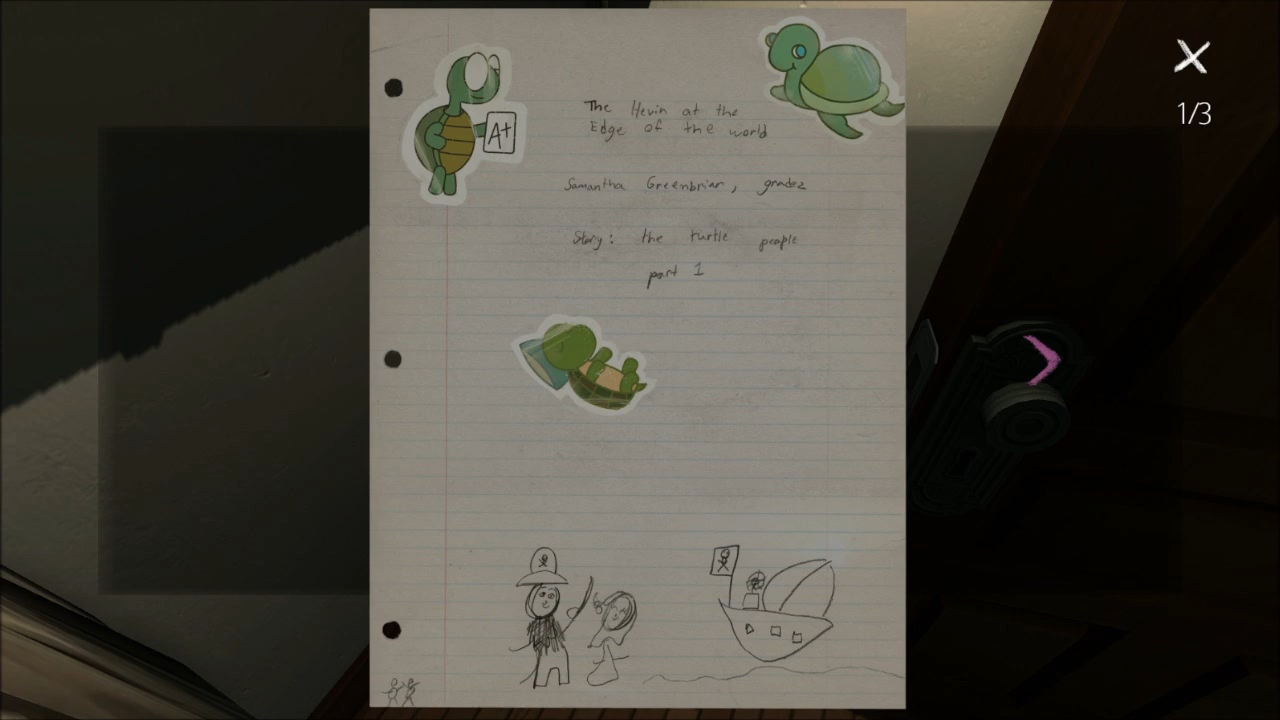 The Hevin at the
Edge of the world
Samantha Greenbriar, grade2
Story: the turtle people
part 1
A+
1/3